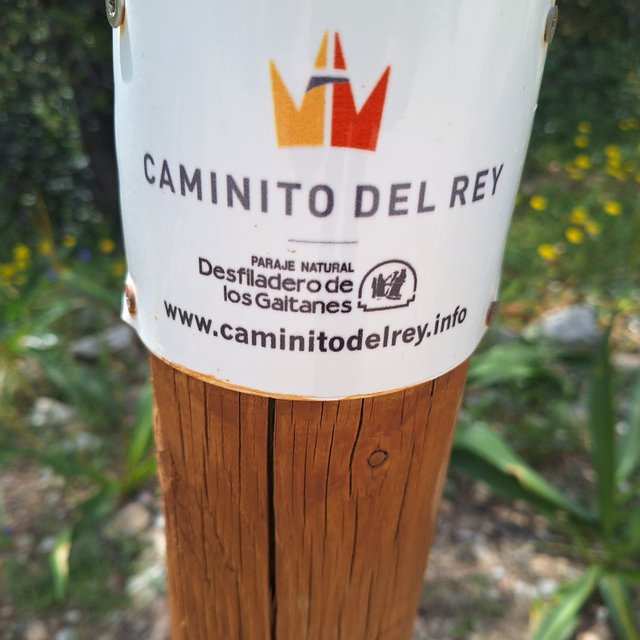 CAMINITO DEL REY
PARAJE NATURAL
Desfiladero de
los Gaitanes
www.caminitodelrey.info